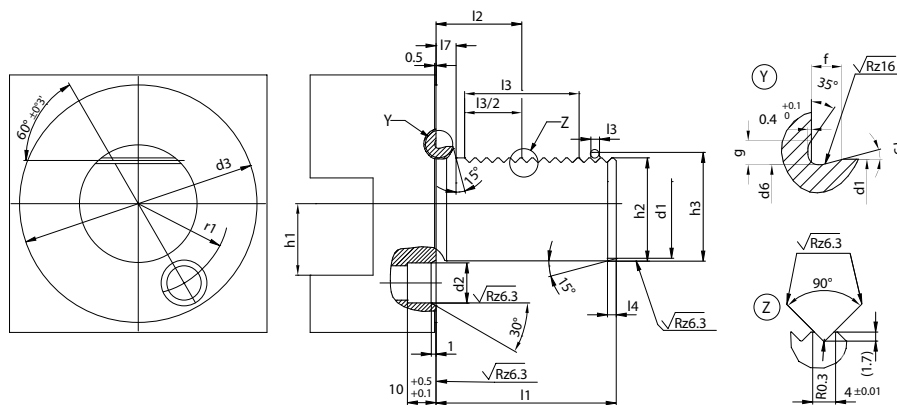 60° ±0°3'
d3
r1
h1
l2
l7
0.5
l3
l3/2
Y
Z
l3
15°
h2
d1
h3
d2
√Rz6.3
15°
l4
√Rz6.3
30°
1
10 +0.5 +0.1
√Rz6.3
l1
Y
f
√Rz16
35°
0.4 +0.1 0
g
d6
d1
√Rz6.3
90°
Z
R0.3
(1.7)
4 ±0.01